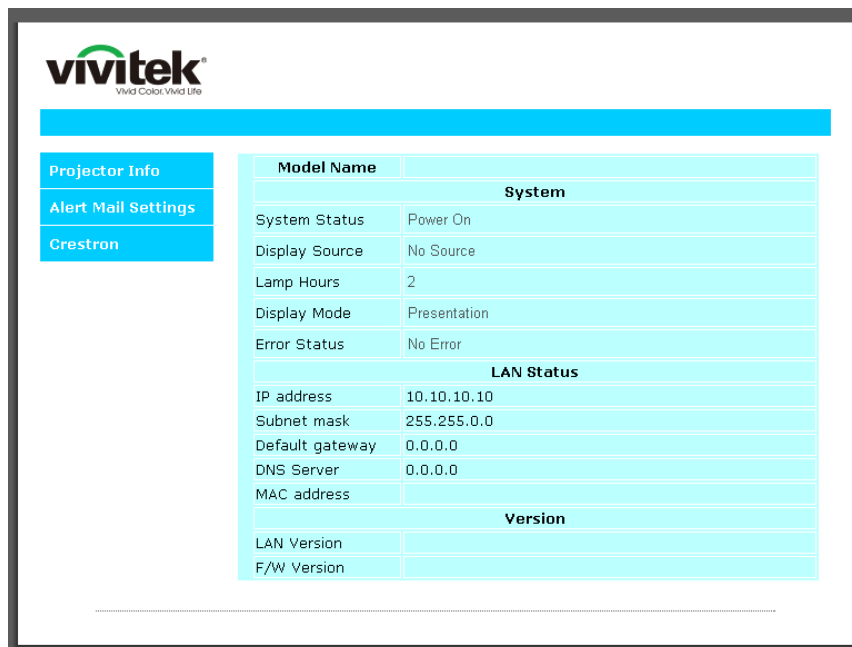 vivitek®
Vivid Color. Vivid Life
Projector Info
Alert Mail Settings
Crestron
Model Name
System
System Status Power On
Display Source No Source
Lamp Hours 2
Display Mode Presentation
Error Status No Error
LAN Status
IP address 10.10.10.10
Subnet mask 255.255.0.0
Default gateway 0.0.0.0
DNS Server 0.0.0.0
MAC address
Version
LAN Version
F/W Version